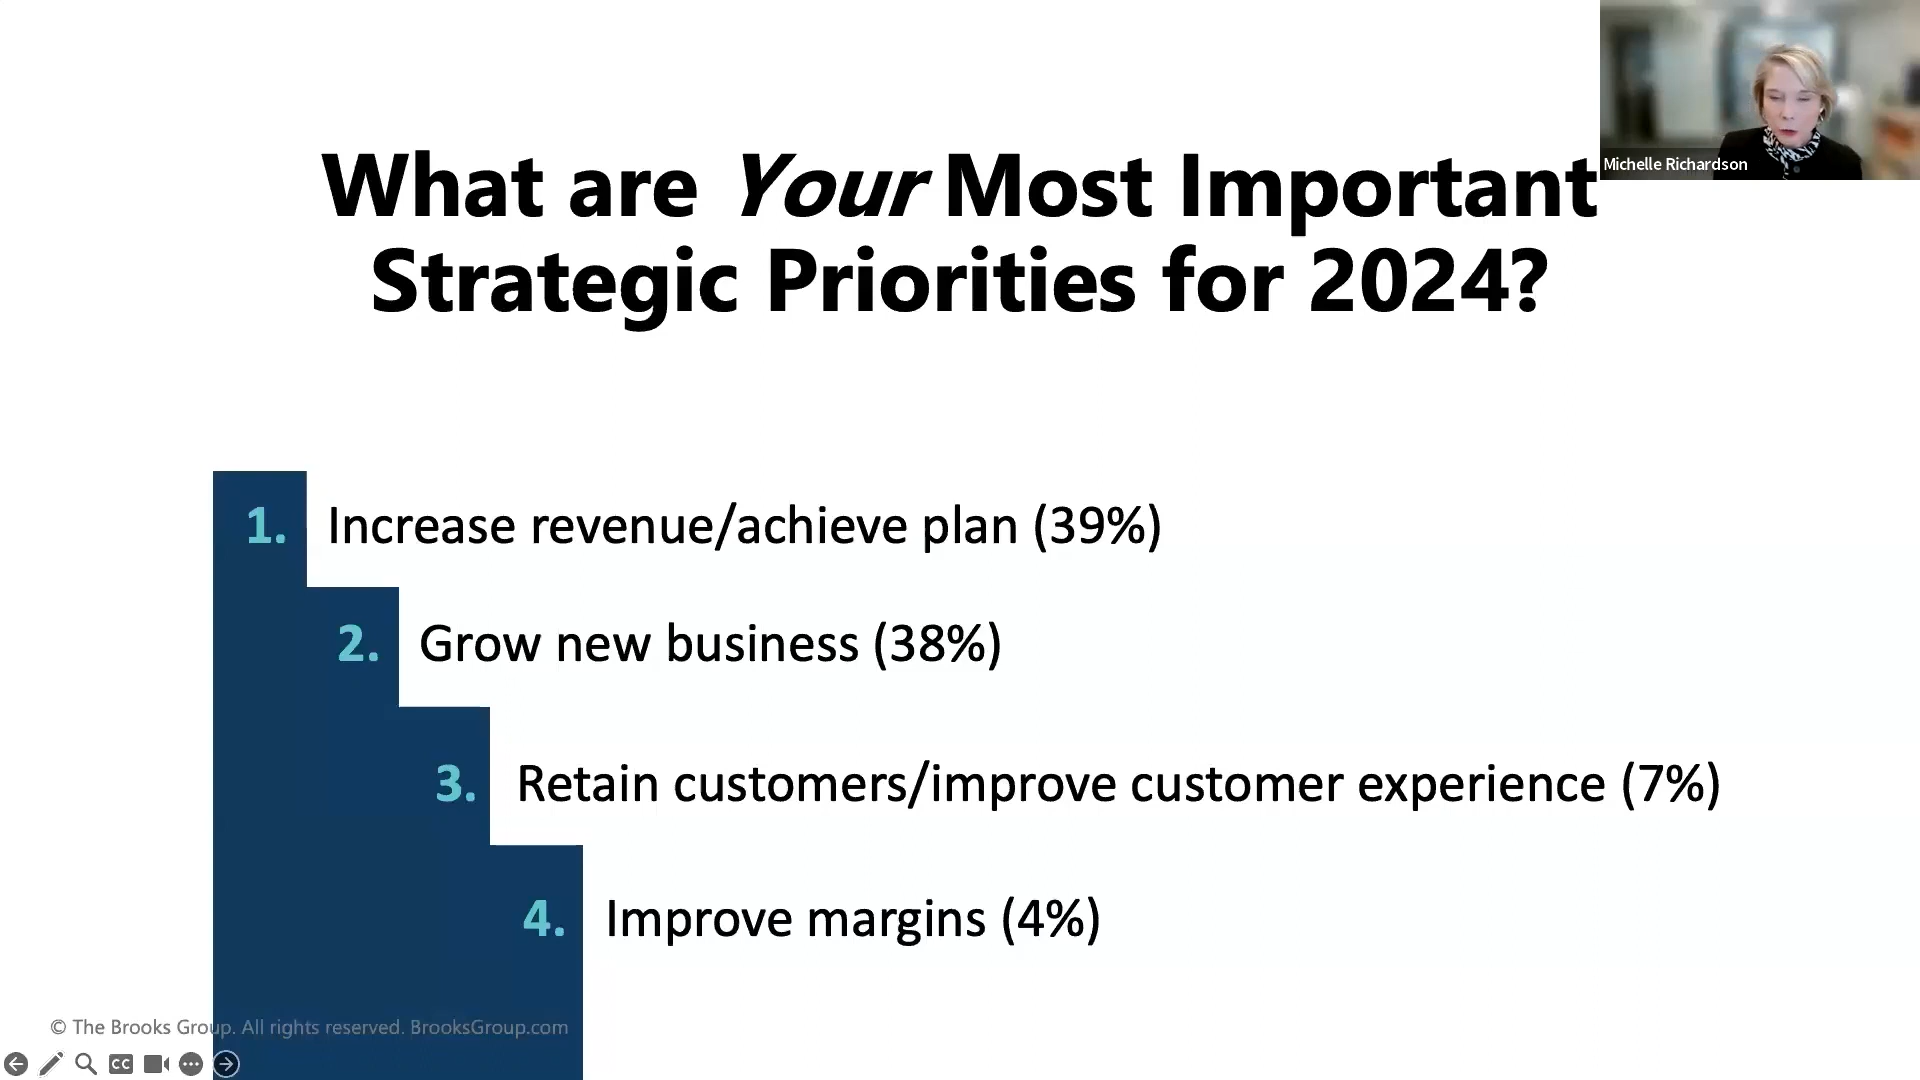 Michelle Richardson
What are Your Most Important
Strategic Priorities for 2024?
1. Increase revenue/achieve plan (39%)
2. Grow new business (38%)
3. Retain customers/improve customer experience (7%)
4. Improve margins (4%)
© The Brooks Group. All rights reserved. BrooksGroup.com
CC